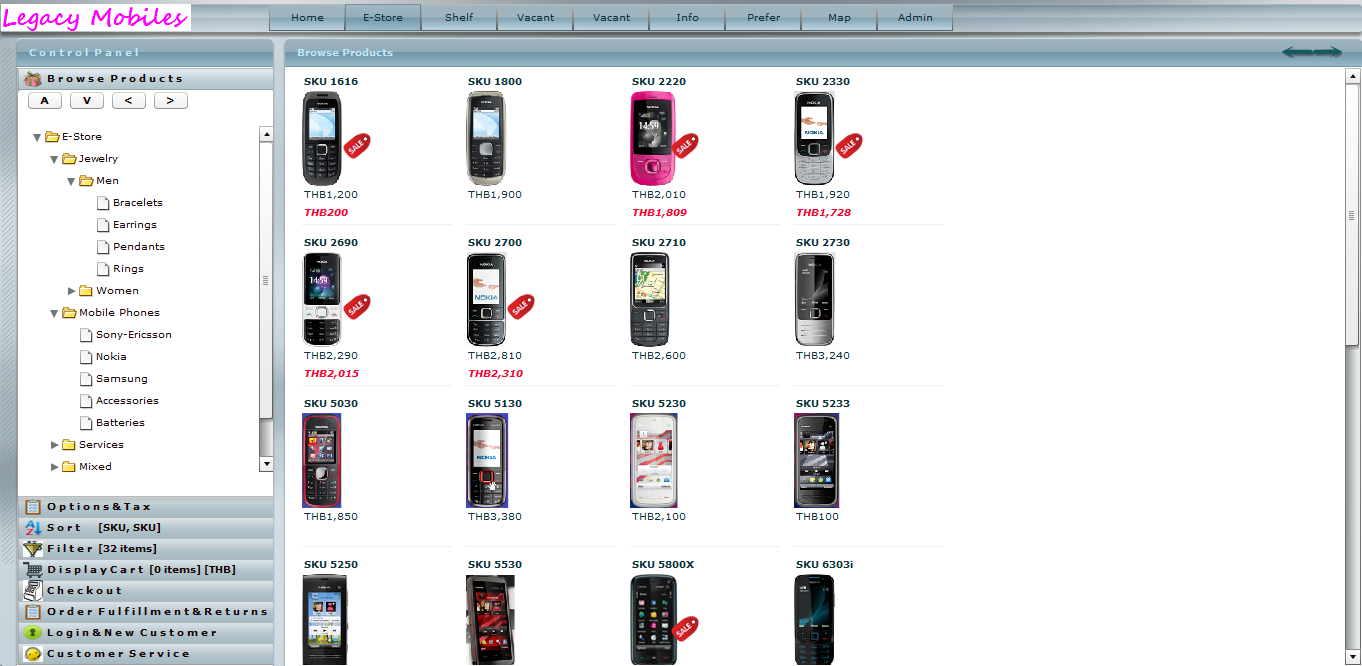 Legacy Mobiles
Home E-Store Shelf Vacant Vacant Info Prefer Map Admin
Control Panel
Browse Products
A V < >
E-Store
Jewelry
Men
Bracelets
Earrings
Pendants
Rings
Women
Mobile Phones
Sony-Ericsson
Nokia
Samsung
Accessories
Batteries
Services
Mixed
Options&Tax
Sort [SKU, SKU]
Filter [32 items]
DisplayCart [0 items] [THB]
Checkout
Order Fulfillment&Returns
Login&New Customer
Customer Service
Browse Products
SKU 1616 SKU 1800 SKU 2220 SKU 2330
SALE SALE SALE
THB1,200 THB1,900 THB2,010 THB1,920
THB200 THB1,809 THB1,728
SKU 2690 SKU 2700 SKU 2710 SKU 2730
SALE SALE
THB2,290 THB2,810 THB2,600 THB3,240
THB2,015 THB2,310
SKU 5030 SKU 5130 SKU 5230 SKU 5233
THB1,850 THB3,380 THB2,100 THB100
SKU 5250 SKU 5530 SKU 5800X SKU 6303i
SALE